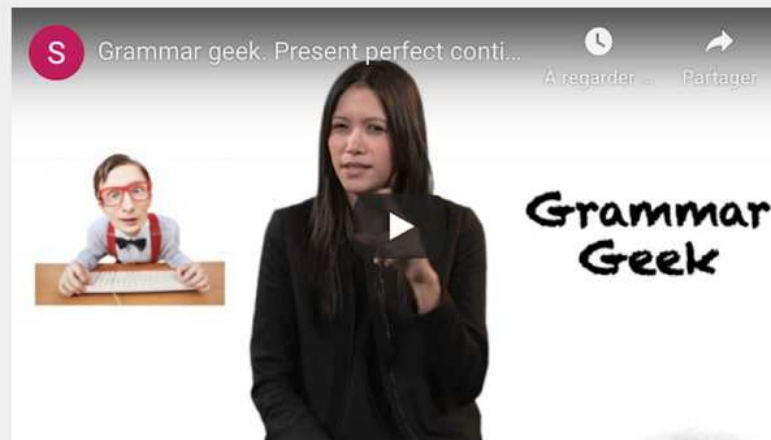 S
Grammar geek. Present perfect conti...
À regarder ...
Partager
Grammar
Geek